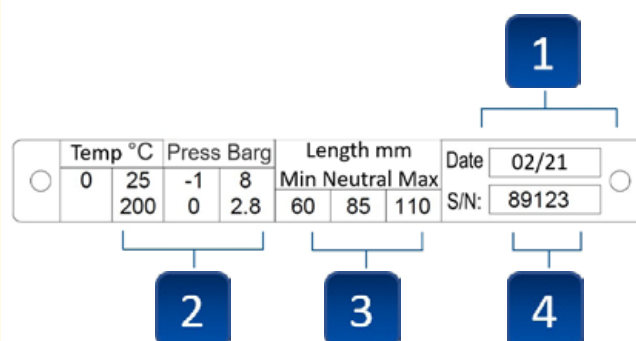 1
Temp °C Press Barg Length mm Date 02/21
0 25 -1 8 Min Neutral Max
200 0 2.8 60 85 110 S/N: 89123
2 3 4